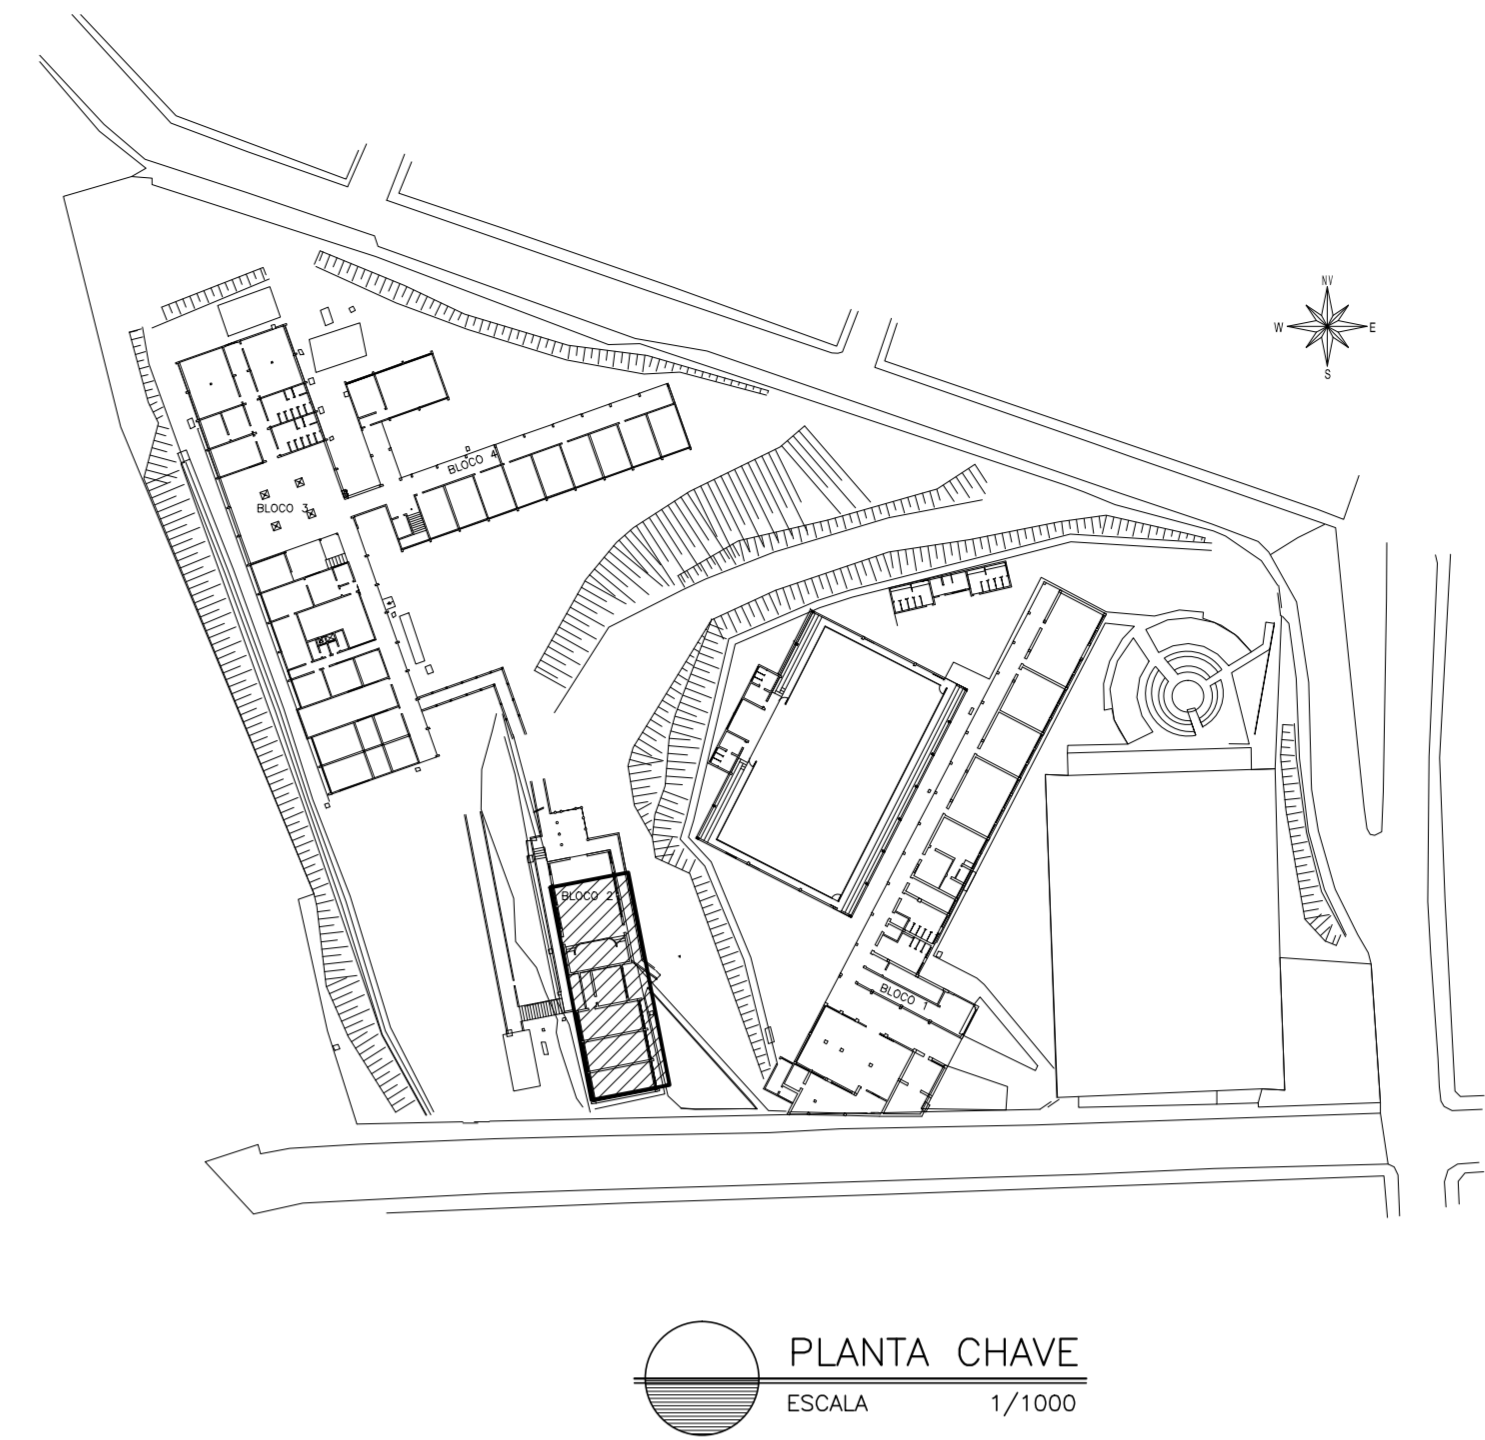 NV
W E
S
BLOCO 4
BLOCO 3
BLOCO 2
BLOCO 1
PLANTA CHAVE
ESCALA 1/1000